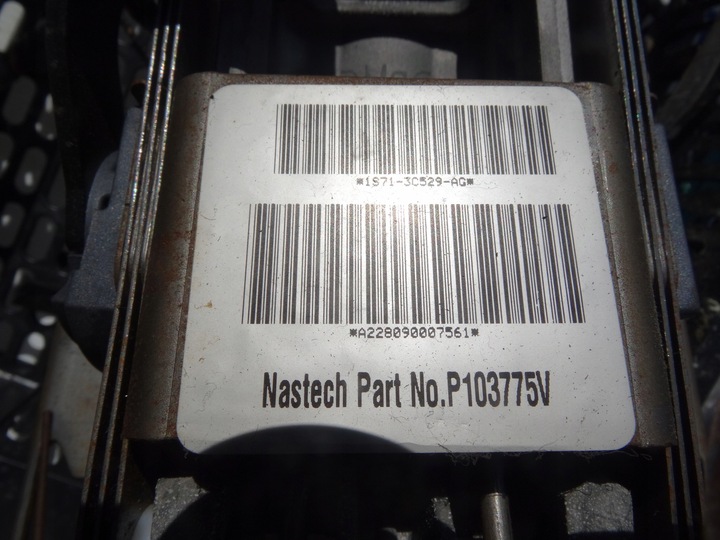 *1S71-3C529-AG*
*A228090007561*
Nastech Part No.P103775V